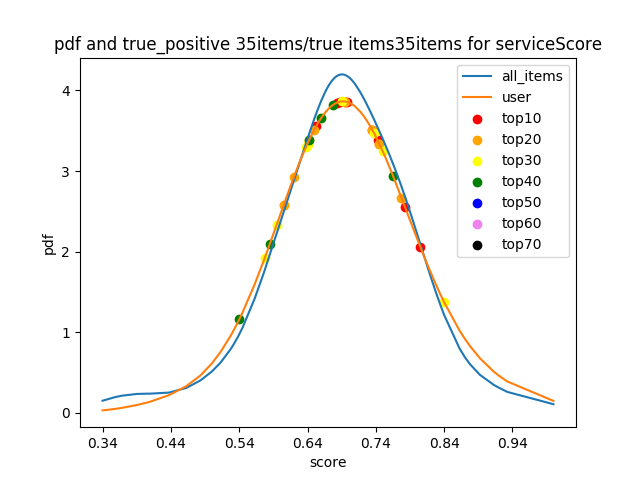 pdf and true_positive 35items/true items35items for serviceScore
all_items
user
top10
top20
top30
top40
top50
top60
top70
pdf
4
3
2
1
0
0.34 0.44 0.54 0.64 0.74 0.84 0.94
score